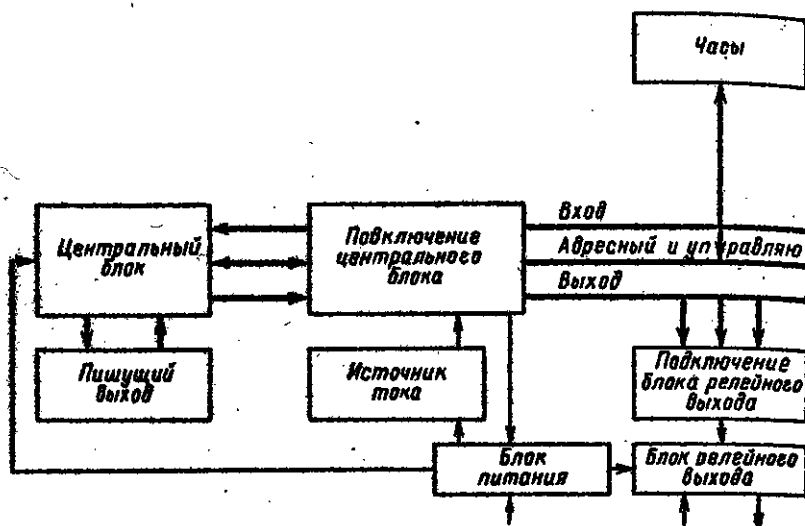 Часы
Вход
Адресный и управляю
Выход
Центральный
блок
Подключение
центрального
блока
Пишущий
выход
Источник
тока
Подключение
блока релейного
выхода
Блок
питания
Блок релейного
выхода